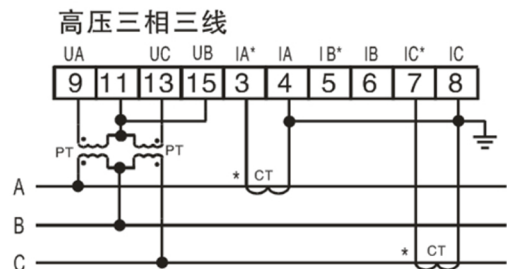 高压三相三线
UA UC UB IA* IA IB* IB IC* IC
9 11 13 15 3 4 5 6 7 8
PT PT
* CT
A
B
* CT
C